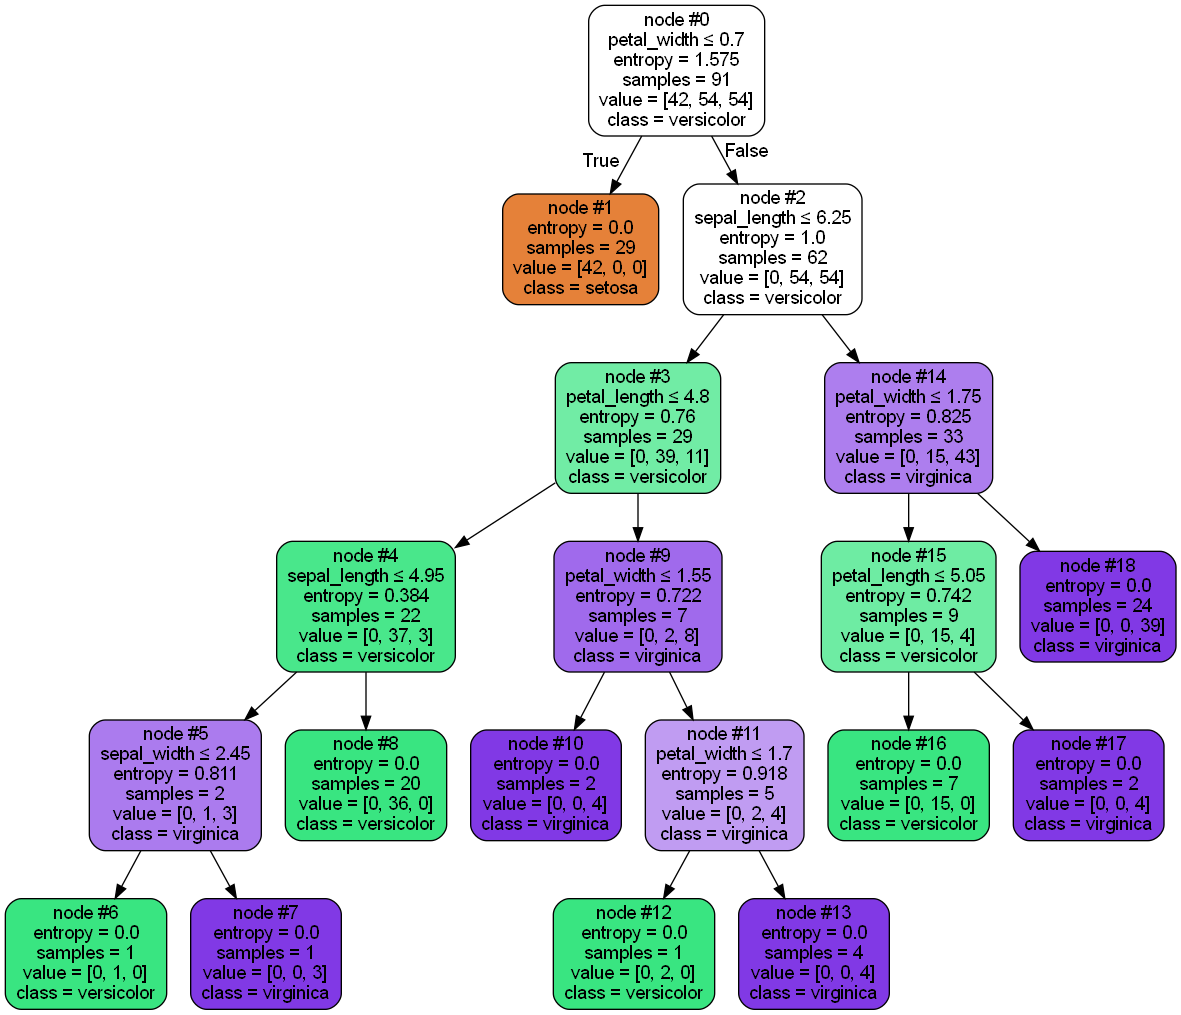 node #0
petal_width ≤ 0.7
entropy = 1.575
samples = 91
value = [42, 54, 54]
class = versicolor
True
False
node #1
entropy = 0.0
samples = 29
value = [42, 0, 0]
class = setosa
node #2
sepal_length ≤ 6.25
entropy = 1.0
samples = 62
value = [0, 54, 54]
class = versicolor
node #3
petal_length ≤ 4.8
entropy = 0.76
samples = 29
value = [0, 39, 11]
class = versicolor
node #14
petal_width ≤ 1.75
entropy = 0.825
samples = 33
value = [0, 15, 43]
class = virginica
node #4
sepal_length ≤ 4.95
entropy = 0.384
samples = 22
value = [0, 37, 3]
class = versicolor
node #9
petal_width ≤ 1.55
entropy = 0.722
samples = 7
value = [0, 2, 8]
class = virginica
node #15
petal_length ≤ 5.05
entropy = 0.742
samples = 9
value = [0, 15, 4]
class = versicolor
node #18
entropy = 0.0
samples = 24
value = [0, 0, 39]
class = virginica
node #5
sepal_width ≤ 2.45
entropy = 0.811
samples = 2
value = [0, 1, 3]
class = virginica
node #8
entropy = 0.0
samples = 20
value = [0, 36, 0]
class = versicolor
node #10
entropy = 0.0
samples = 2
value = [0, 0, 4]
class = virginica
node #11
petal_width ≤ 1.7
entropy = 0.918
samples = 5
value = [0, 2, 4]
class = virginica
node #16
entropy = 0.0
samples = 7
value = [0, 15, 0]
class = versicolor
node #17
entropy = 0.0
samples = 2
value = [0, 0, 4]
class = virginica
node #6
entropy = 0.0
samples = 1
value = [0, 1, 0]
class = versicolor
node #7
entropy = 0.0
samples = 1
value = [0, 0, 3]
class = virginica
node #12
entropy = 0.0
samples = 1
value = [0, 2, 0]
class = versicolor
node #13
entropy = 0.0
samples = 4
value = [0, 0, 4]
class = virginica